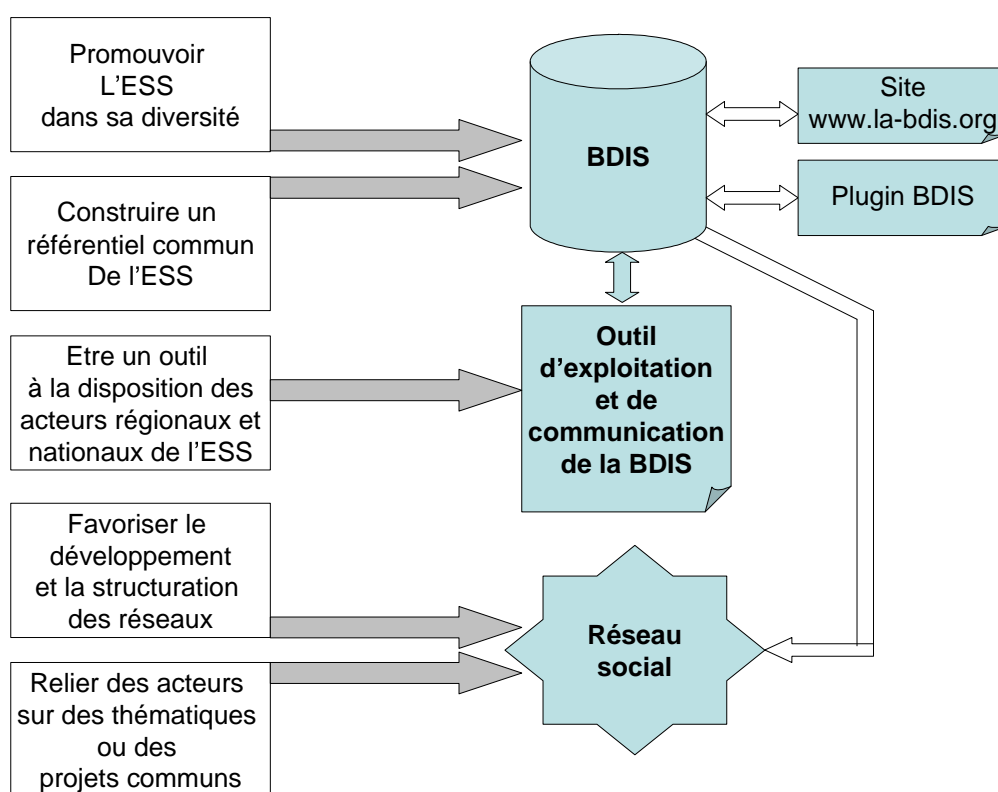 Promouvoir
L'ESS
dans sa diversité
Construire un
référentiel commun
De l'ESS
Etre un outil
à la disposition des
acteurs régionaux et
nationaux de l'ESS
Favoriser le
développement
et la structuration
des réseaux
Relier des acteurs
sur des thématiques
ou des
projets communs
BDIS
Site
www.la-bdis.org
Plugin BDIS
Outil
d'exploitation
et de
communication
de la BDIS
Réseau
social